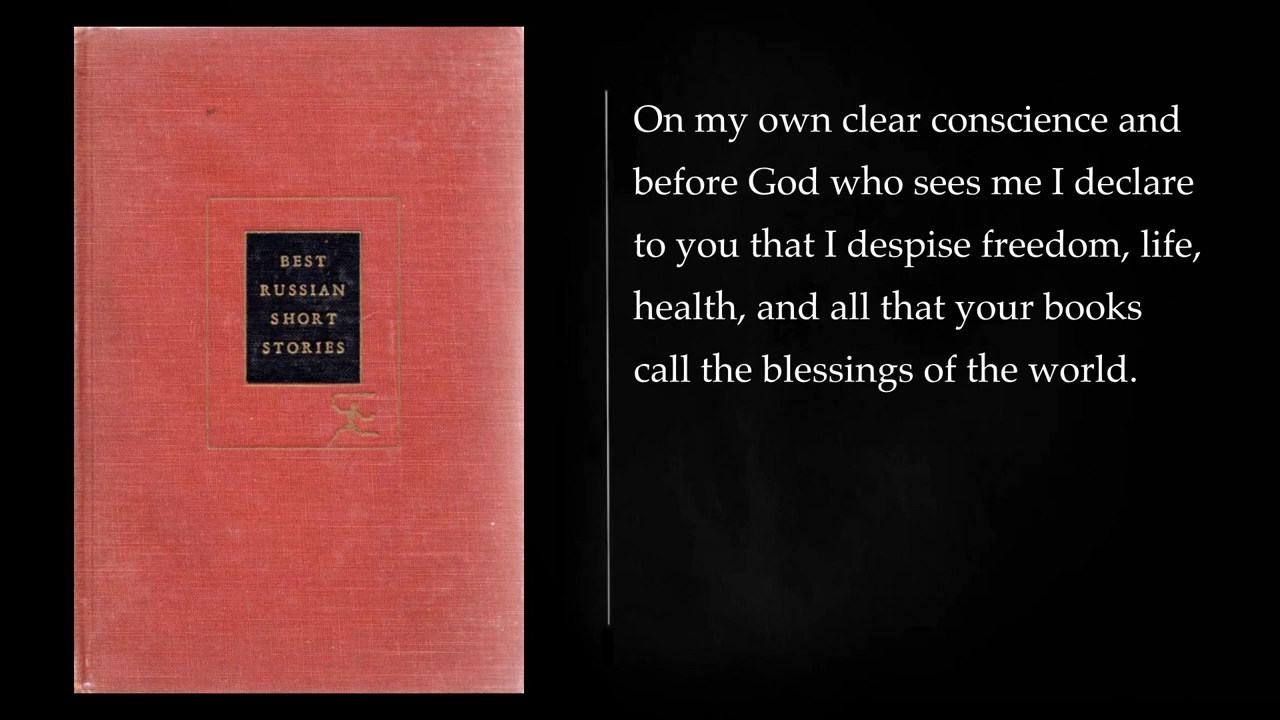 BEST
RUSSIAN
SHORT
STORIES
On my own clear conscience and
before God who sees me I declare
to you that I despise freedom, life,
health, and all that your books
call the blessings of the world.